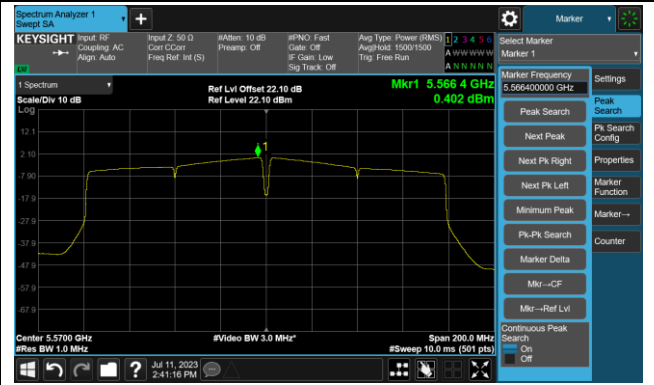 Spectrum Analyzer 1
Swept SA
Marker
KEYSIGHT
Input: RF
Coupling: AC
Align: Auto
Input Z: 50 Ω
Corr CCorr
Freq Ref: Int (S)
#Atten: 10 dB
Preamp: Off
#PNO: Fast
Gate: Off
IF Gain: Low
Sig Track: Off
Avg Type: Power (RMS)
Avg|Hold: 1500/1500
Trig: Free Run
1 2 3 4 5 6
A W W W W W
A N N N N N
Select Marker
Marker 1
1 Spectrum
Scale/Div 10 dB
Log
Ref Lvl Offset 22.10 dB
Ref Level 22.10 dBm
Mkr1 5.566 4 GHz
0.402 dBm
12.1
2.10
-7.90
-17.9
-27.9
-37.9
-47.9
-57.9
-67.9
1
Center 5.5700 GHz
#Res BW 1.0 MHz
#Video BW 3.0 MHz*
Span 200.0 MHz
#Sweep 10.0 ms (501 pts)
Marker Frequency
5.566400000 GHz
Peak Search
Next Peak
Next Pk Right
Next Pk Left
Minimum Peak
Pk-Pk Search
Marker Delta
Mkr→CF
Mkr→Ref Lvl
Continuous Peak
Search
On
Off
Settings
Peak
Search
Pk Search
Config
Properties
Marker
Function
Marker→
Counter
?
Jul 11, 2023
2:41:16 PM